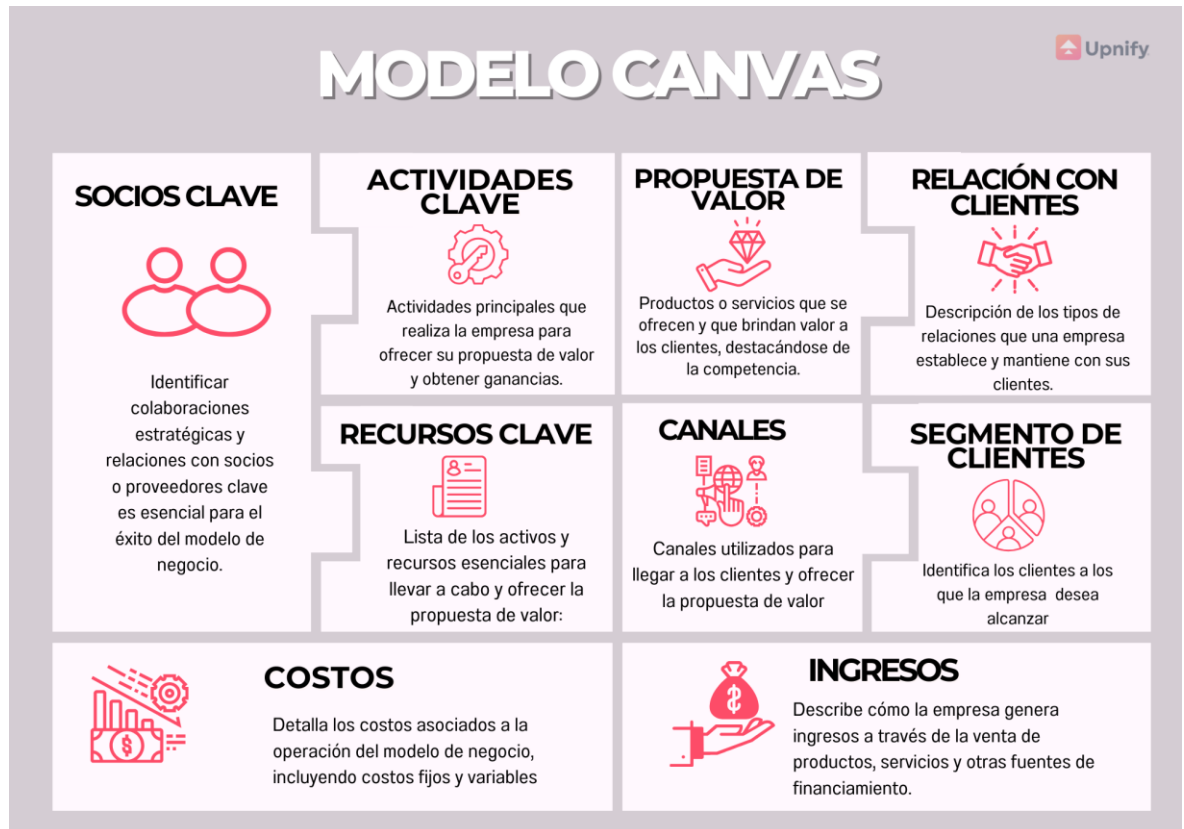 MODELO CANVAS
Upnify
SOCIOS CLAVE
Identificar
colaboraciones
estratégicas y
relaciones con socios
o proveedores clave
es esencial para el
éxito del modelo de
negocio.
ACTIVIDADES
CLAVE
Actividades principales que
realiza la empresa para
ofrecer su propuesta de valor
y obtener ganancias.
PROPUESTA DE
VALOR
Productos o servicios que se
ofrecen y que brindan valor a
los clientes, destacándose de
la competencia.
RELACIÓN CON
CLIENTES
Descripción de los tipos de
relaciones que una empresa
establece y mantiene con sus
clientes.
RECURSOS CLAVE
Lista de los activos y
recursos esenciales para
llevar a cabo y ofrecer la
propuesta de valor:
CANALES
Canales utilizados para
llegar a los clientes y ofrecer
la propuesta de valor
SEGMENTO DE
CLIENTES
Identifica los clientes a los
que la empresa desea
alcanzar
COSTOS
Detalla los costos asociados a la
operación del modelo de negocio,
incluyendo costos fijos y variables
INGRESOS
Describe cómo la empresa genera
ingresos a través de la venta de
productos, servicios y otras fuentes de
financiamiento.